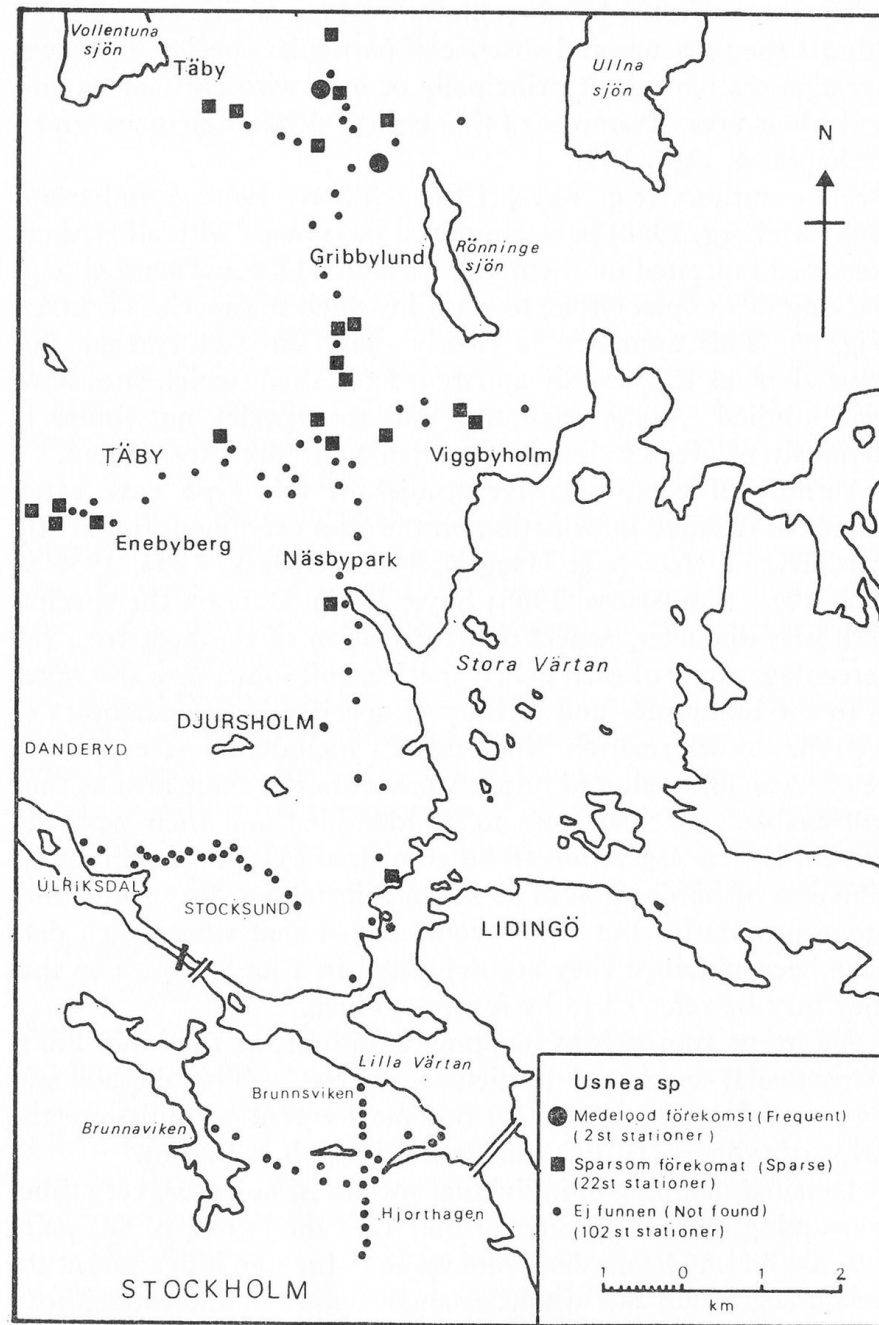 Vollentuna
sjön
Täby
Ullna
sjön
N
Gribbylund
Rönninge
sjön
TÄBY
Viggbyholm
Enebyberg
Näsbypark
Stora Värtan
DJURSHOLM
DANDERYD
ULRIKSDAL
STOCKSUND
LIDINGÖ
Lilla Värtan
Brunnsviken
Brunnaviken
Hjorthagen
STOCKHOLM
Usnea sp
Medelood förekomst (Frequent)
(2st stationer)
Sparsom förekomat (Sparse)
(22st stationer)
Ej funnen (Not found)
(102st stationer)
1 0 1 2
km